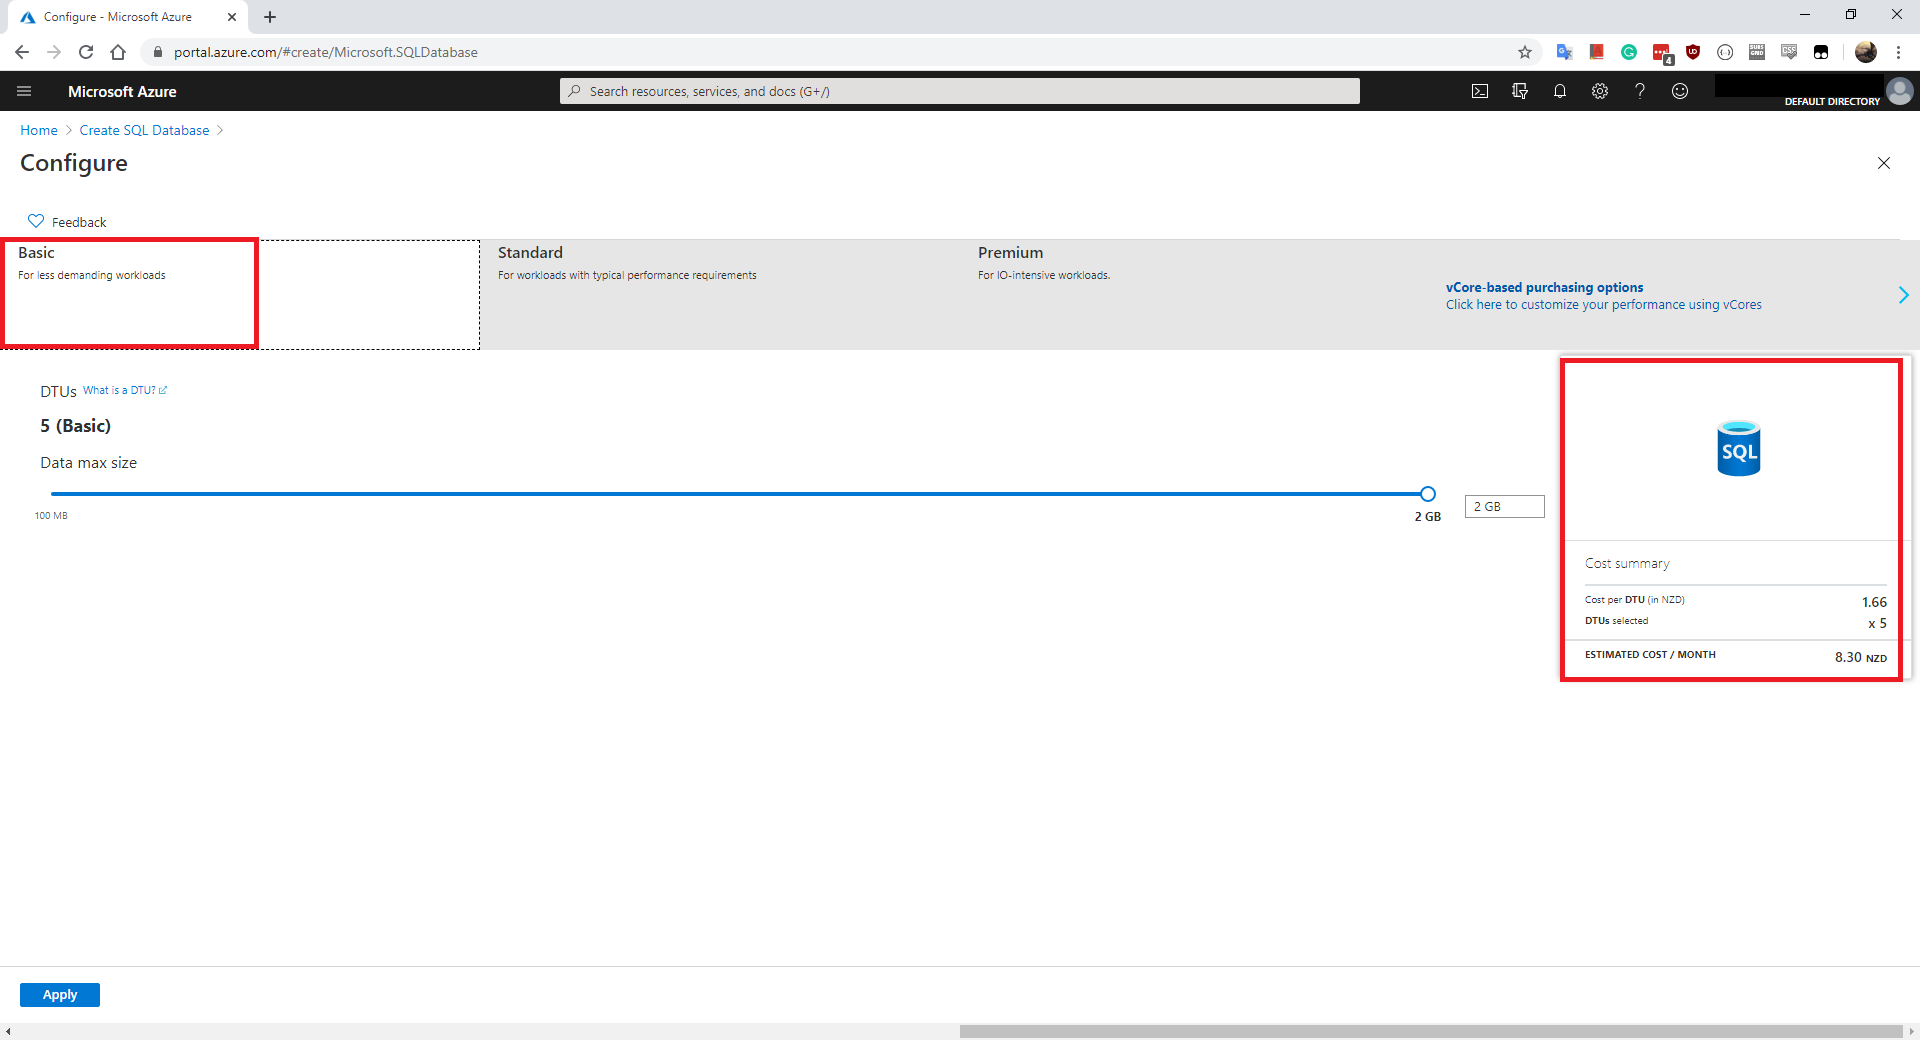 Configure - Microsoft Azure
portal.azure.com/#create/Microsoft.SQLDatabase
4
Microsoft Azure
Search resources, services, and docs (G+/)
DEFAULT DIRECTORY
Home > Create SQL Database >
Configure
Feedback
Basic
For less demanding workloads
Standard
For workloads with typical performance requirements
Premium
For IO-intensive workloads.
vCore-based purchasing options
Click here to customize your performance using vCores
DTUs What is a DTU?
5 (Basic)
Data max size
100 MB
2 GB
2 GB
SQL
Cost summary
Cost per DTU (in NZD) 1.66
DTUs selected x 5
ESTIMATED COST / MONTH 8.30 NZD
Apply